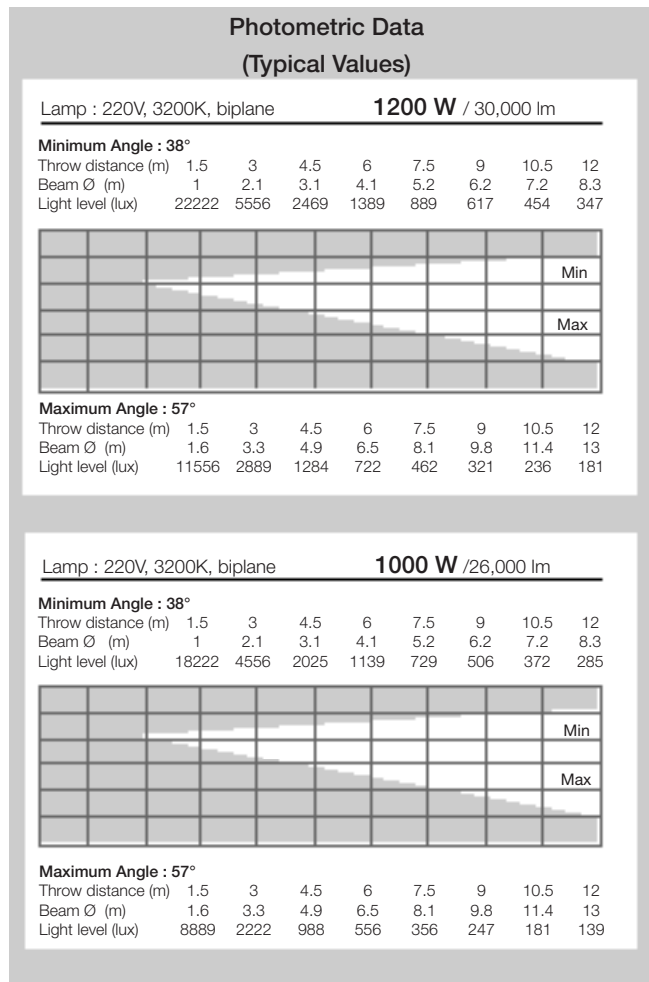 Photometric Data
(Typical Values)
Lamp : 220V, 3200K, biplane 1200 W / 30,000 lm
Minimum Angle : 38°
Throw distance (m) 1.5 3 4.5 6 7.5 9 10.5 12
Beam Ø (m) 1 2.1 3.1 4.1 5.2 6.2 7.2 8.3
Light level (lux) 22222 5556 2469 1389 889 617 454 347
Min
Max
Maximum Angle : 57°
Throw distance (m) 1.5 3 4.5 6 7.5 9 10.5 12
Beam Ø (m) 1.6 3.3 4.9 6.5 8.1 9.8 11.4 13
Light level (lux) 11556 2889 1284 722 462 321 236 181
Lamp : 220V, 3200K, biplane 1000 W /26,000 lm
Minimum Angle : 38°
Throw distance (m) 1.5 3 4.5 6 7.5 9 10.5 12
Beam Ø (m) 1 2.1 3.1 4.1 5.2 6.2 7.2 8.3
Light level (lux) 18222 4556 2025 1139 729 506 372 285
Min
Max
Maximum Angle : 57°
Throw distance (m) 1.5 3 4.5 6 7.5 9 10.5 12
Beam Ø (m) 1.6 3.3 4.9 6.5 8.1 9.8 11.4 13
Light level (lux) 8889 2222 988 556 356 247 181 139